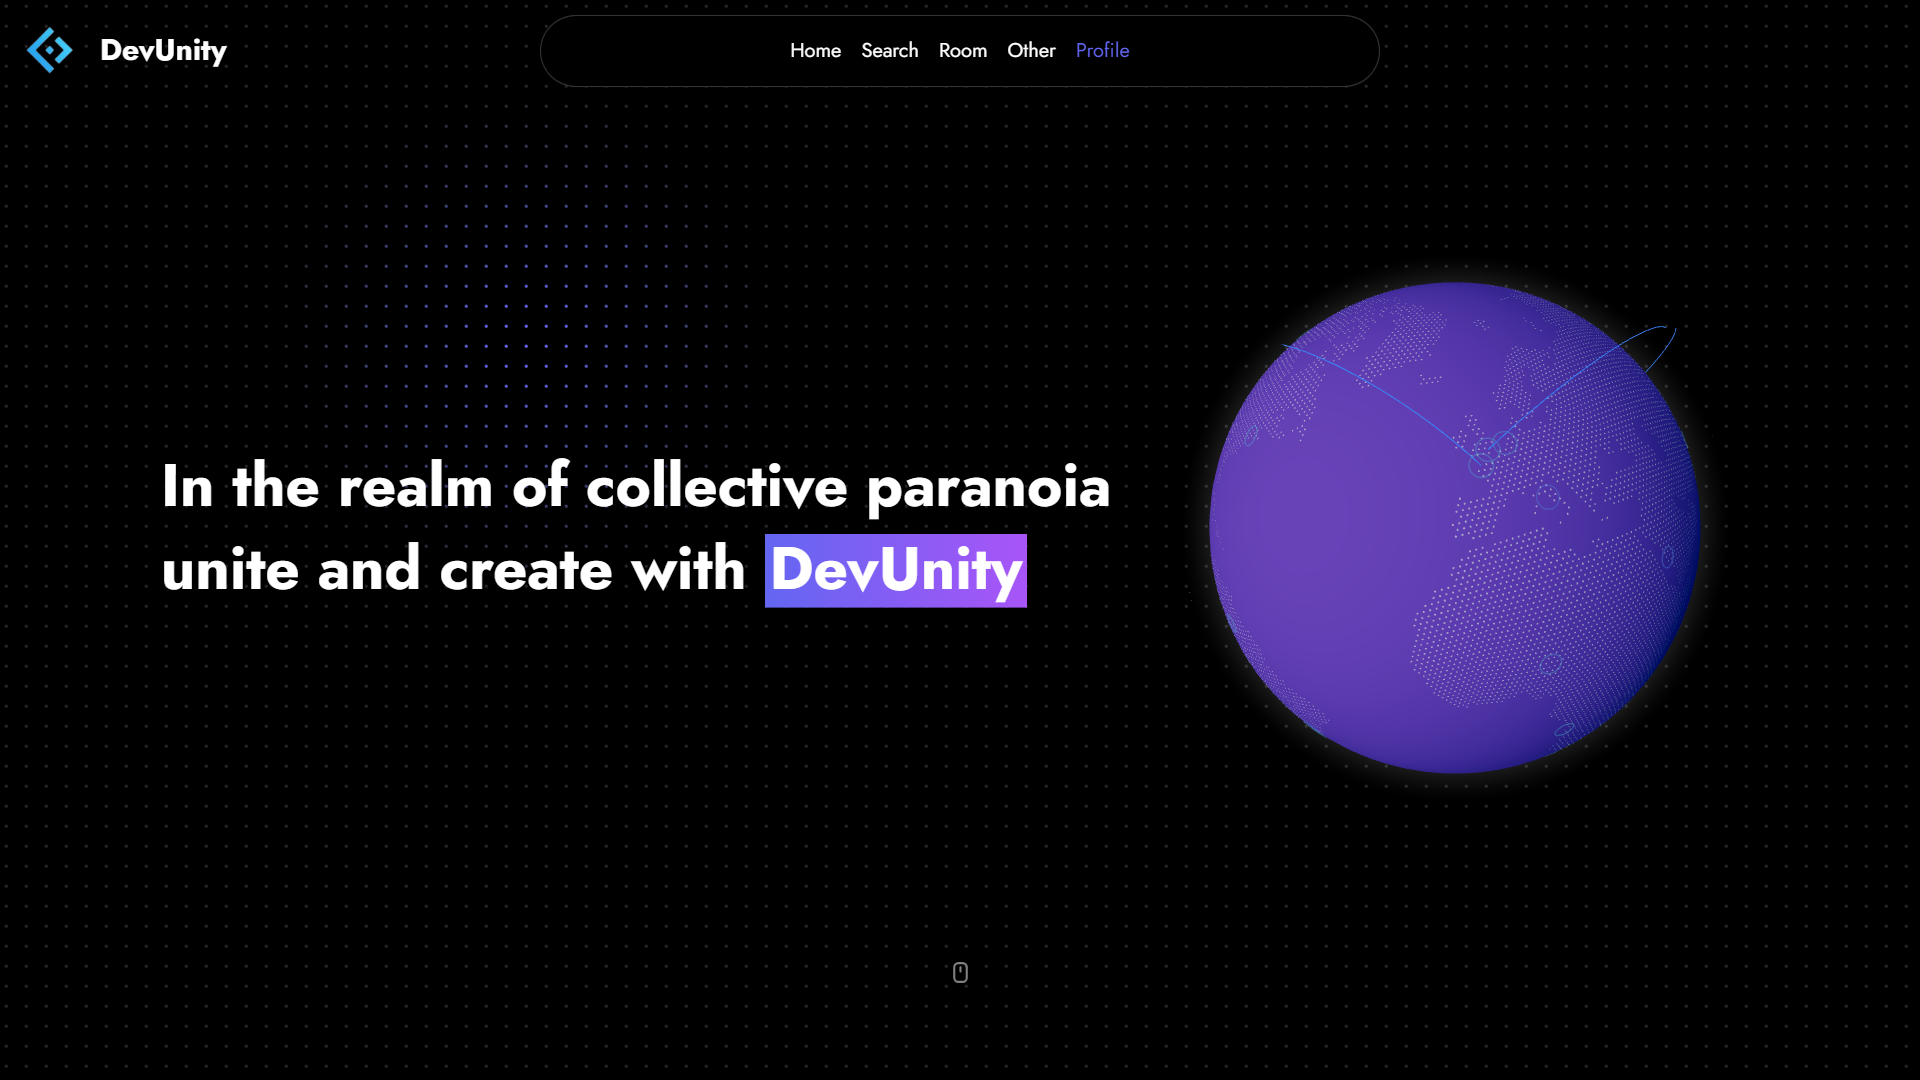 DevUnity
Home Search Room Other Profile
In the realm of collective paranoia
unite and create with DevUnity